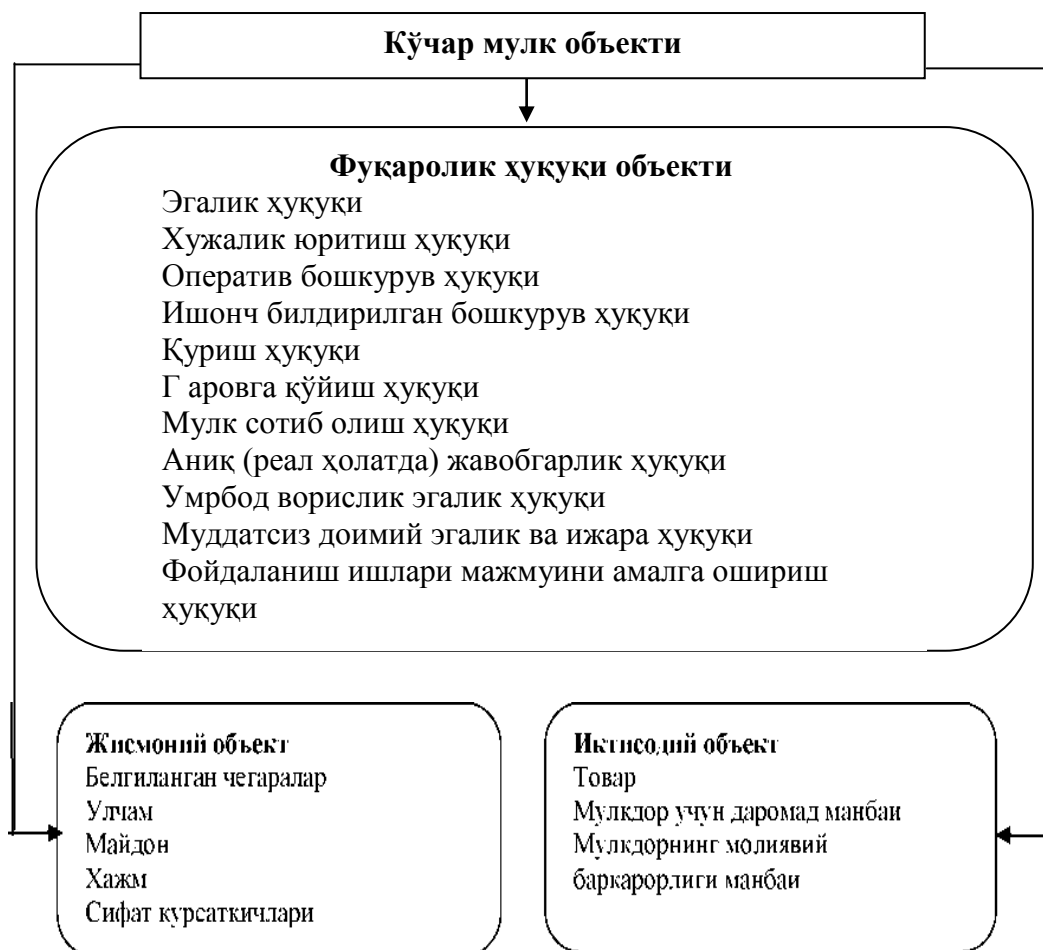 Кўчар мулк объекти
Фуқаролик ҳуқуқи объекти
Эгалик ҳуқуқи
Хужалик юритиш ҳуқуқи
Оператив бошкурув ҳуқуқи
Ишонч билдирилган бошкурув ҳуқуқи
Қуриш ҳуқуқи
Г аровга қўйиш ҳуқуқи
Мулк сотиб олиш ҳуқуқи
Аниқ (реал ҳолатда) жавобгарлик ҳуқуқи
Умрбод ворислик эгалик ҳуқуқи
Муддатсиз доимий эгалик ва ижара ҳуқуқи
Фойдаланиш ишлари мажмуини амалга ошириш
ҳуқуқи
Жисмоний объект
Белгиланган чегаралар
Улчам
Майдон
Хажм
Сифат курсаткичлари
Иктисодий объект
Товар
Мулкдор учун даромад манбаи
Мулкдорнинг молиявий
баркарорлиги манбаи